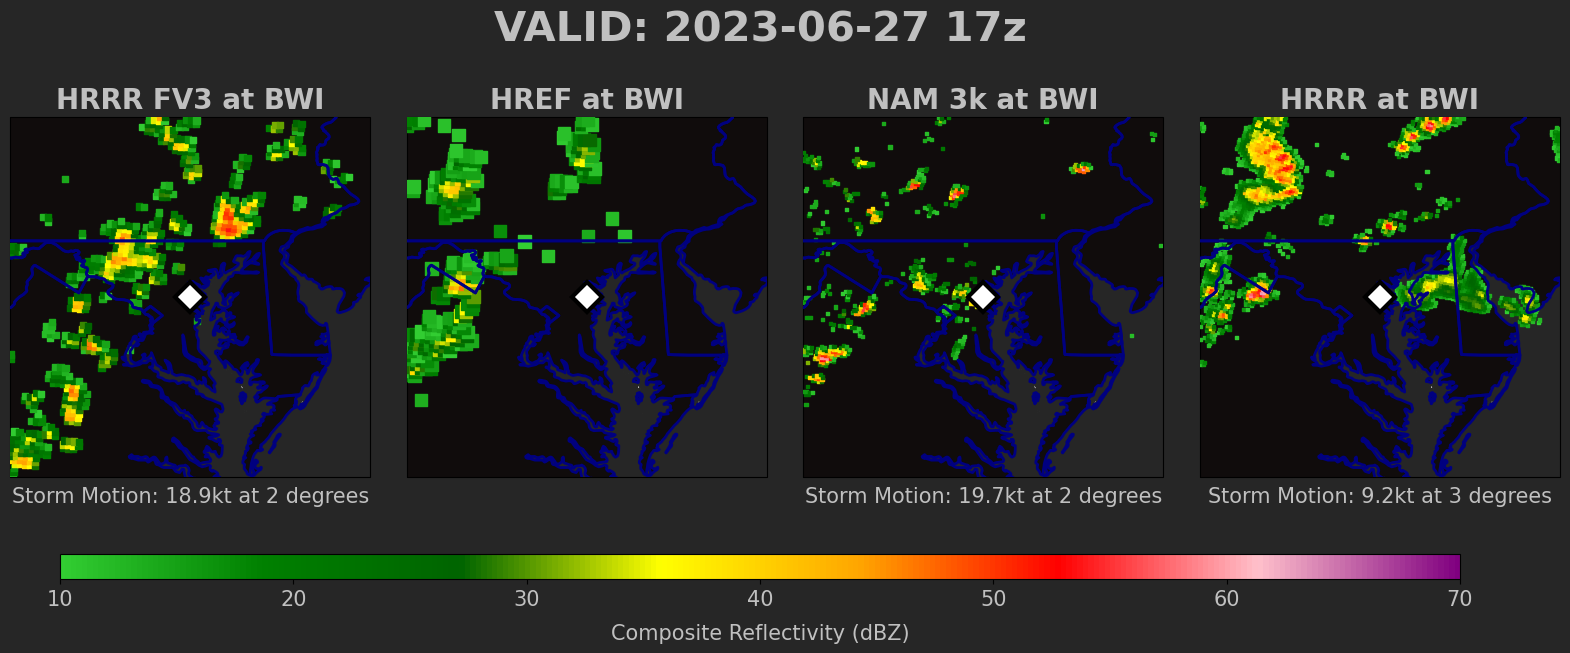 VALID: 2023-06-27 17z
HRRR FV3 at BWI
HREF at BWI
NAM 3k at BWI
HRRR at BWI
Storm Motion: 18.9kt at 2 degrees
Storm Motion: 19.7kt at 2 degrees
Storm Motion: 9.2kt at 3 degrees
10 20 30 40 50 60 70
Composite Reflectivity (dBZ)